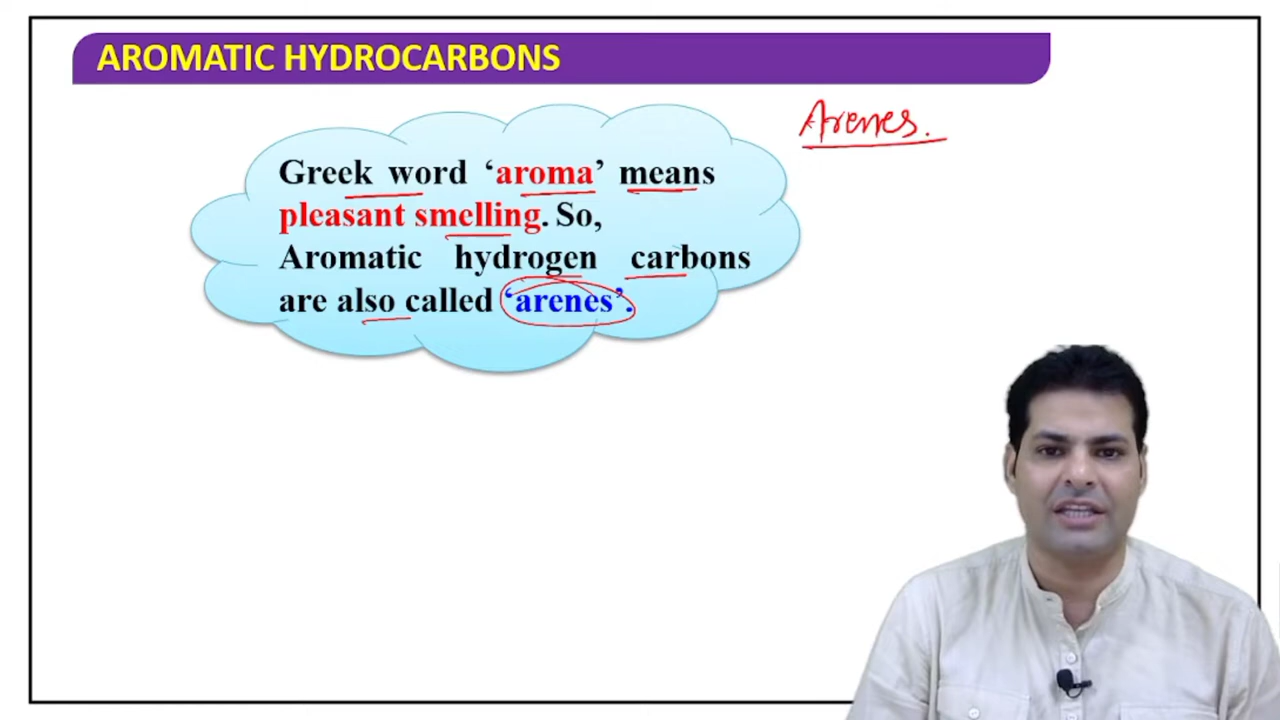 AROMATIC HYDROCARBONS
Arenes.
Greek word ‘aroma’ means
pleasant smelling. So,
Aromatic hydrogen carbons
are also called ‘arenes’.